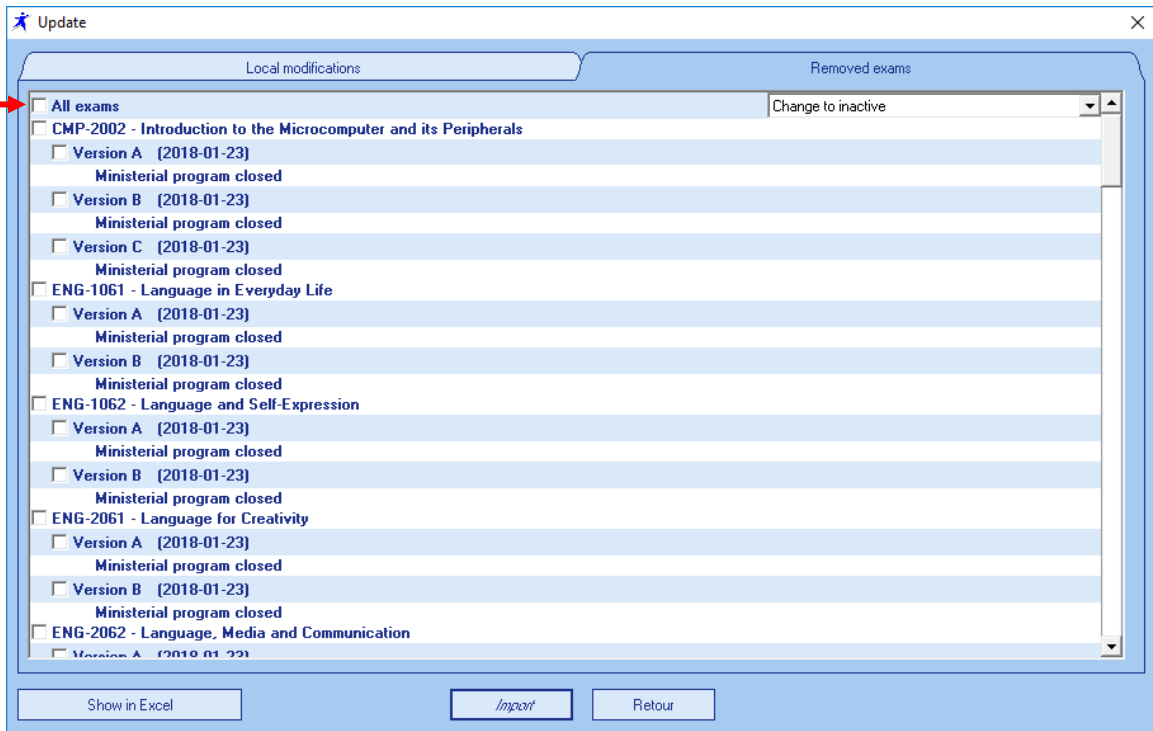 Update
Local modifications
Removed exams
All exams
Change to inactive
CMP-2002 - Introduction to the Microcomputer and its Peripherals
Version A (2018-01-23)
Ministerial program closed
Version B (2018-01-23)
Ministerial program closed
Version C (2018-01-23)
Ministerial program closed
ENG-1061 - Language in Everyday Life
Version A (2018-01-23)
Ministerial program closed
Version B (2018-01-23)
Ministerial program closed
ENG-1062 - Language and Self-Expression
Version A (2018-01-23)
Ministerial program closed
Version B (2018-01-23)
Ministerial program closed
ENG-2061 - Language for Creativity
Version A (2018-01-23)
Ministerial program closed
Version B (2018-01-23)
Ministerial program closed
ENG-2062 - Language, Media and Communication
Version A (2018-01-23)
Show in Excel
Import
Retour